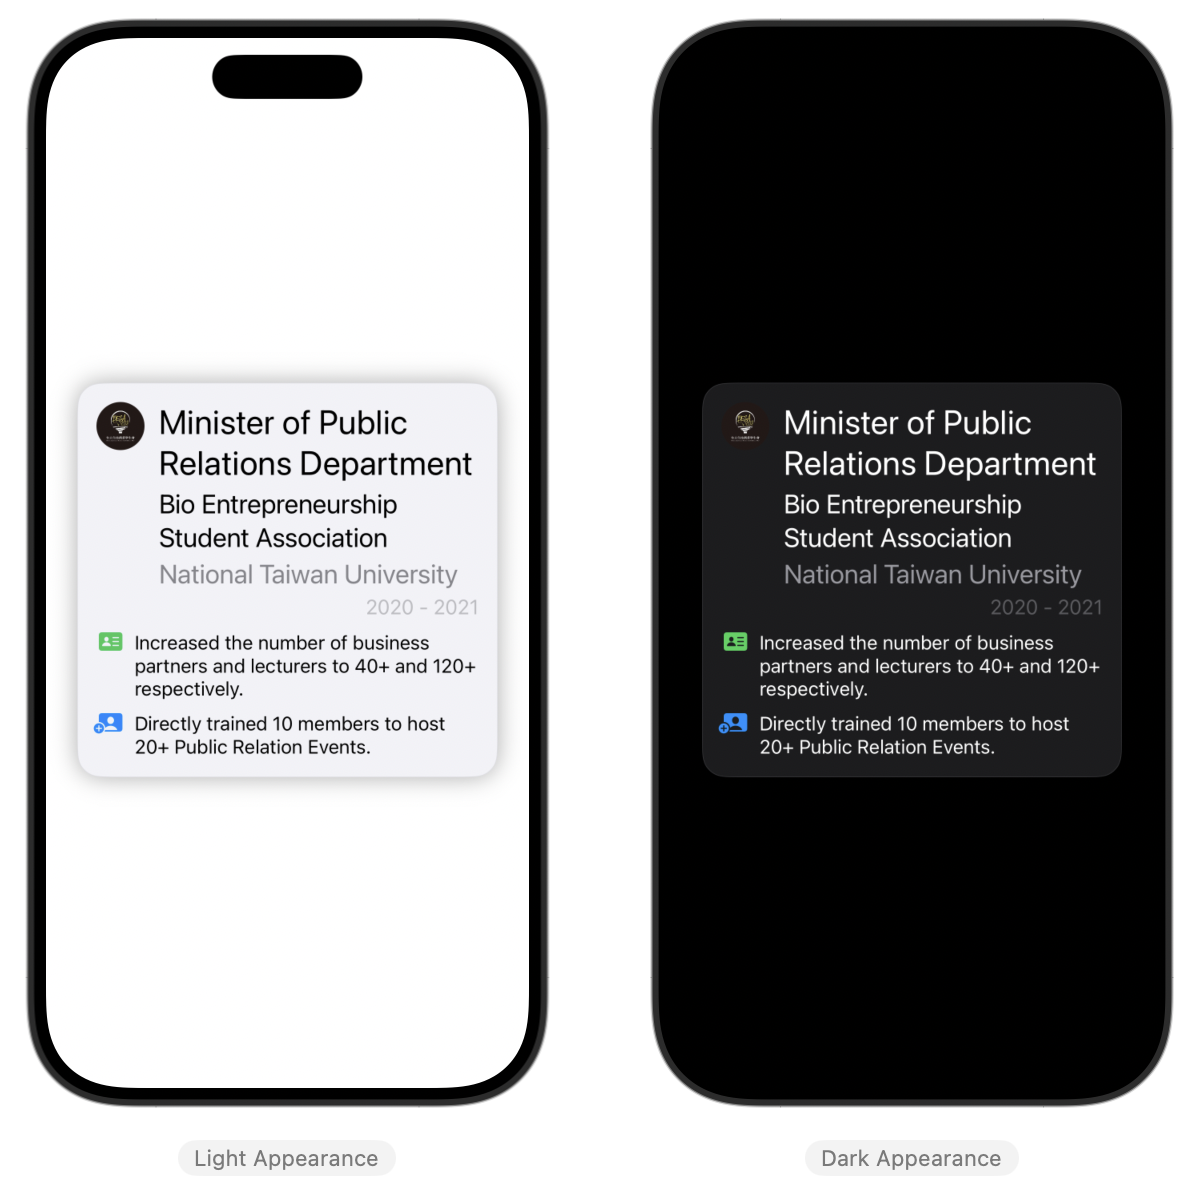 Minister of Public
Relations Department
Bio Entrepreneurship
Student Association
National Taiwan University
2020 - 2021
Increased the number of business
partners and lecturers to 40+ and 120+
respectively.
Directly trained 10 members to host
20+ Public Relation Events.
Light Appearance
Minister of Public
Relations Department
Bio Entrepreneurship
Student Association
National Taiwan University
2020 - 2021
Increased the number of business
partners and lecturers to 40+ and 120+
respectively.
Directly trained 10 members to host
20+ Public Relation Events.
Dark Appearance